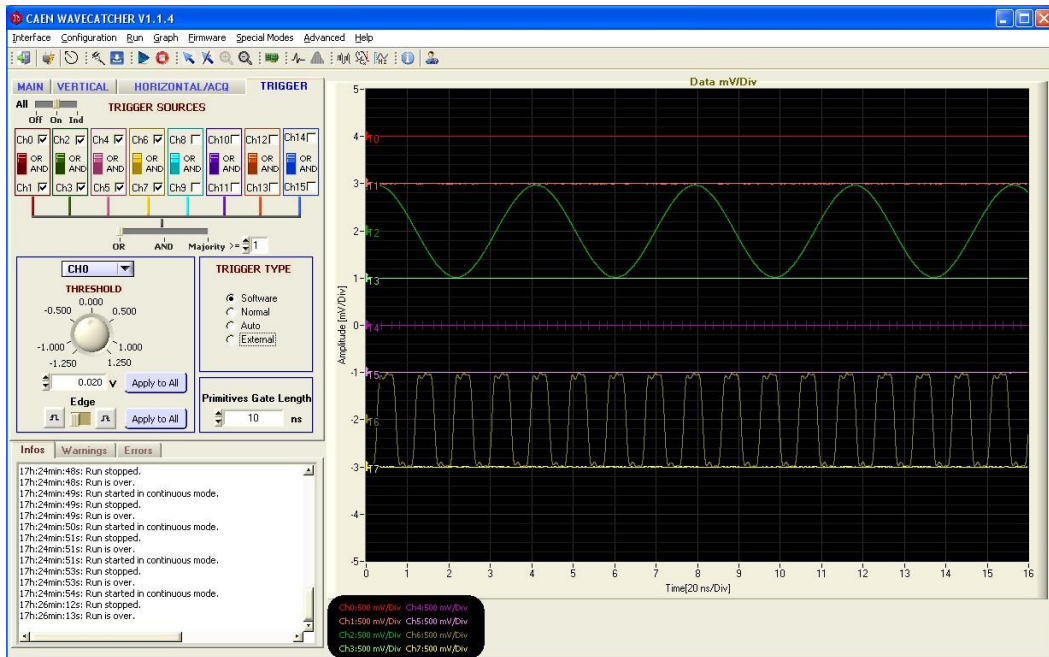 CAEN WAVECATCHER V1.1.4
Interface Configuration Run Graph Firmware Special Modes Advanced Help
MAIN VERTICAL HORIZONTAL/ACQ TRIGGER
All
Off On Ind
TRIGGER SOURCES
Ch0 Ch2 Ch4 Ch6 Ch8 Ch10 Ch12 Ch14
OR OR OR OR OR OR OR OR
AND AND AND AND AND AND AND AND
Ch1 Ch3 Ch5 Ch7 Ch9 Ch11 Ch13 Ch15
OR AND Majority >= 1
CH0
THRESHOLD
0.000
-0.500 0.500
-1.000 1.000
-1.250 1.250
0.020 V Apply to All
Edge
Apply to All
TRIGGER TYPE
Software
Normal
Auto
External
Primitives Gate Length
10 ns
Infos Warnings Errors
17h:24min:48s: Run stopped.
17h:24min:48s: Run is over.
17h:24min:49s: Run started in continuous mode.
17h:24min:49s: Run stopped.
17h:24min:49s: Run is over.
17h:24min:50s: Run started in continuous mode.
17h:24min:51s: Run stopped.
17h:24min:51s: Run is over.
17h:24min:51s: Run started in continuous mode.
17h:24min:53s: Run stopped.
17h:24min:53s: Run is over.
17h:24min:54s: Run started in continuous mode.
17h:26min:12s: Run stopped.
17h:26min:13s: Run is over.
Data mV/Div
Amplitude [mV/Div]
5
4
3
2
1
0
-1
-2
-3
-4
-5
T0
T1
T2
T3
T4
T5
T6
T7
0 1 2 3 4 5 6 7 8 9 10 11 12 13 14 15 16
Time[20 ns/Div]
Ch0:500 mV/Div Ch4:500 mV/Div
Ch1:500 mV/Div Ch5:500 mV/Div
Ch2:500 mV/Div Ch6:500 mV/Div
Ch3:500 mV/Div Ch7:500 mV/Div